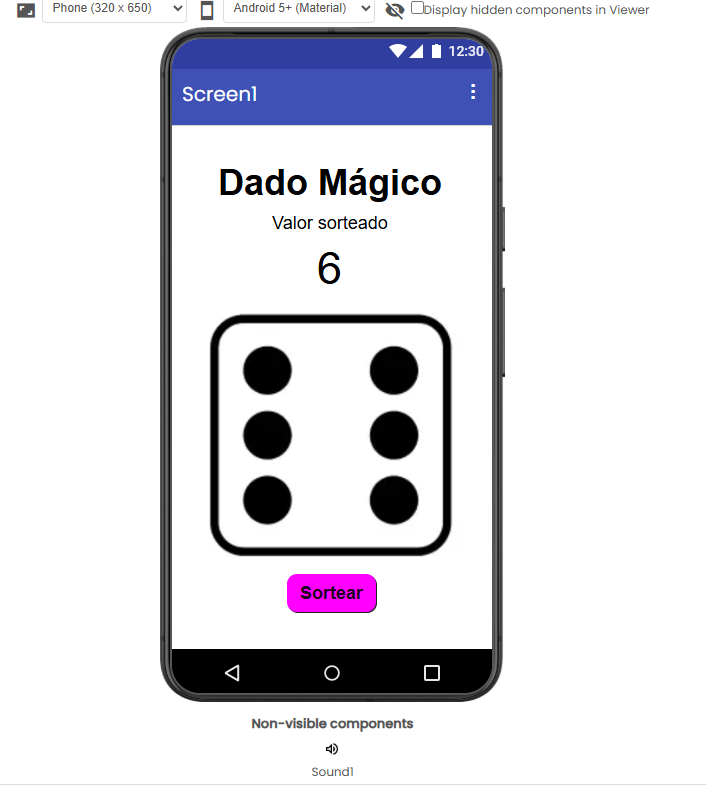 Phone (320 x 650) Android 5+ (Material) Display hidden components in Viewer
12:30
Screen1
Dado Mágico
Valor sorteado
6
Sortear
Non-visible components
Sound1